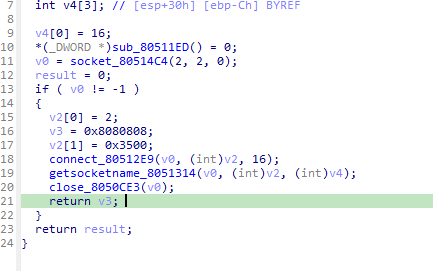 7 int v4[3]; // [esp+30h] [ebp-Ch] BYREF
8
9 v4[0] = 16;
10 *(_DWORD *)sub_80511ED() = 0;
11 v0 = socket_80514C4(2, 2, 0);
12 result = 0;
13 if ( v0 != -1 )
14 {
15 v2[0] = 2;
16 v3 = 0x8080808;
17 v2[1] = 0x3500;
18 connect_80512E9(v0, (int)v2, 16);
19 getsocketname_8051314(v0, (int)v2, (int)v4);
20 close_8050CE3(v0);
21 return v3;
22 }
23 return result;
24 }